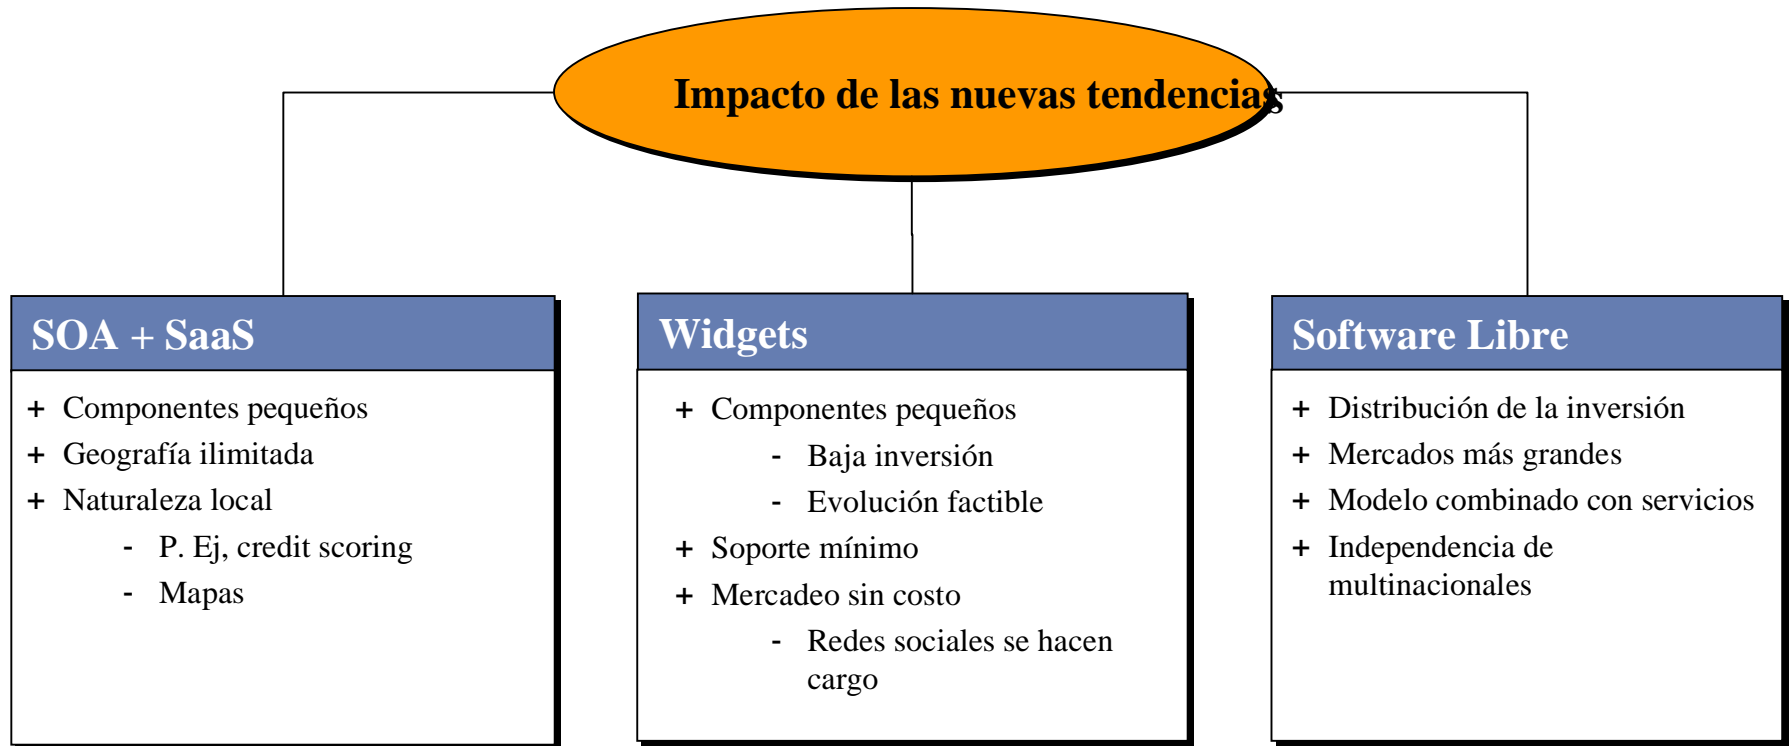 Impacto de las nuevas tendencias
SOA + SaaS
+ Componentes pequeños
+ Geografía ilimitada
+ Naturaleza local
- P. Ej, credit scoring
- Mapas
Widgets
+ Componentes pequeños
- Baja inversión
- Evolución factible
+ Soporte mínimo
+ Mercadeo sin costo
- Redes sociales se hacen
cargo
Software Libre
+ Distribución de la inversión
+ Mercados más grandes
+ Modelo combinado con servicios
+ Independencia de
multinacionales